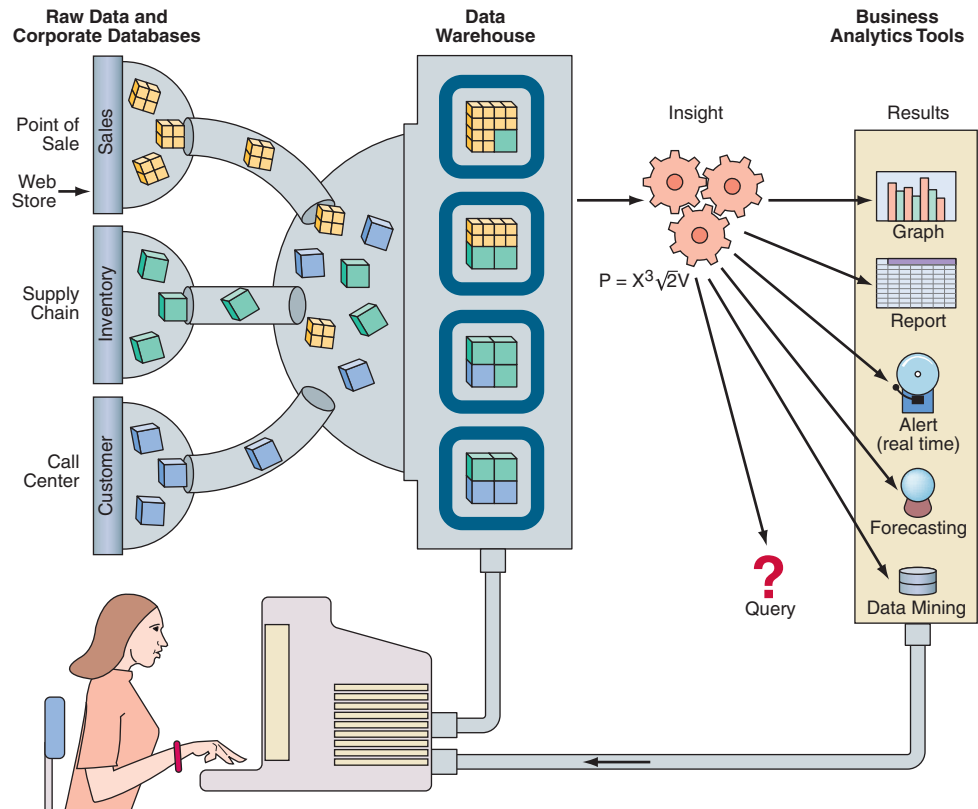 Raw Data and
Corporate Databases
Data
Warehouse
Business
Analytics Tools
Point of
Sale
Web
Store
Sales
Supply
Chain
Inventory
Call
Center
Customer
Insight
P = X³√2V
Results
Graph
Report
Alert
(real time)
Forecasting
Data Mining
?
Query